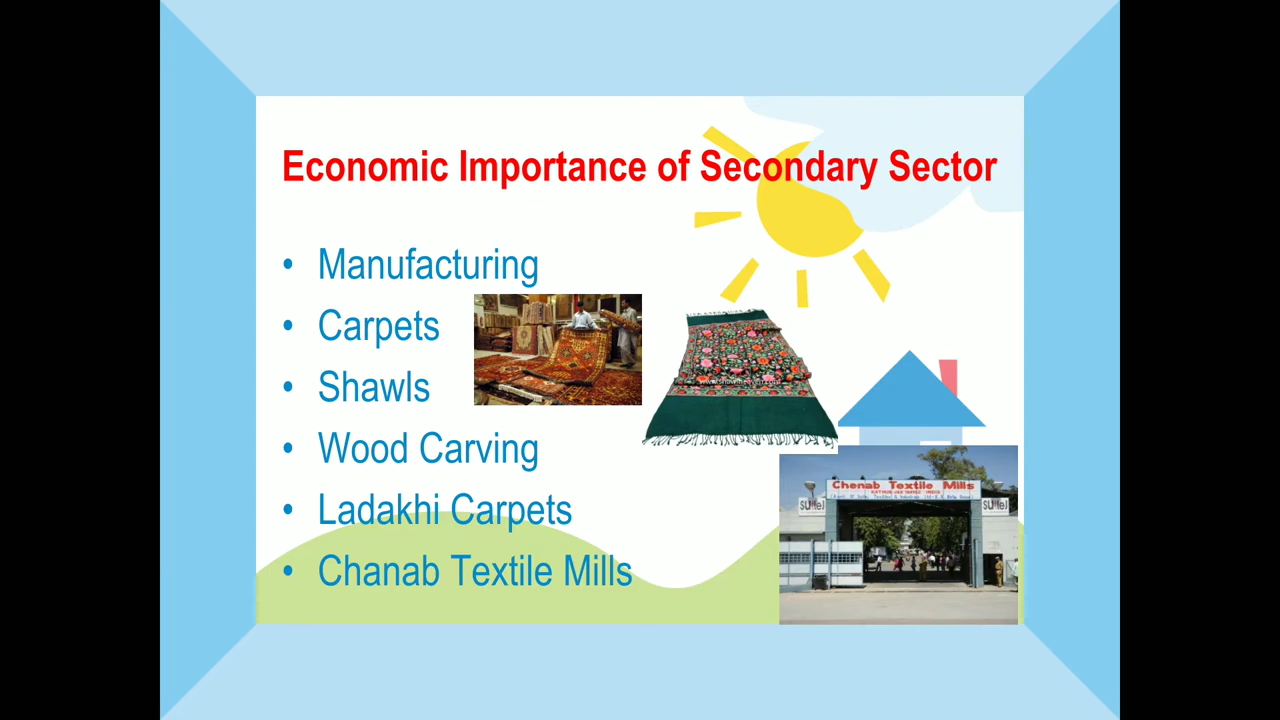 Economic Importance of Secondary Sector
• Manufacturing
• Carpets
• Shawls
• Wood Carving
• Ladakhi Carpets
• Chanab Textile Mills
Chenab Textile Mills